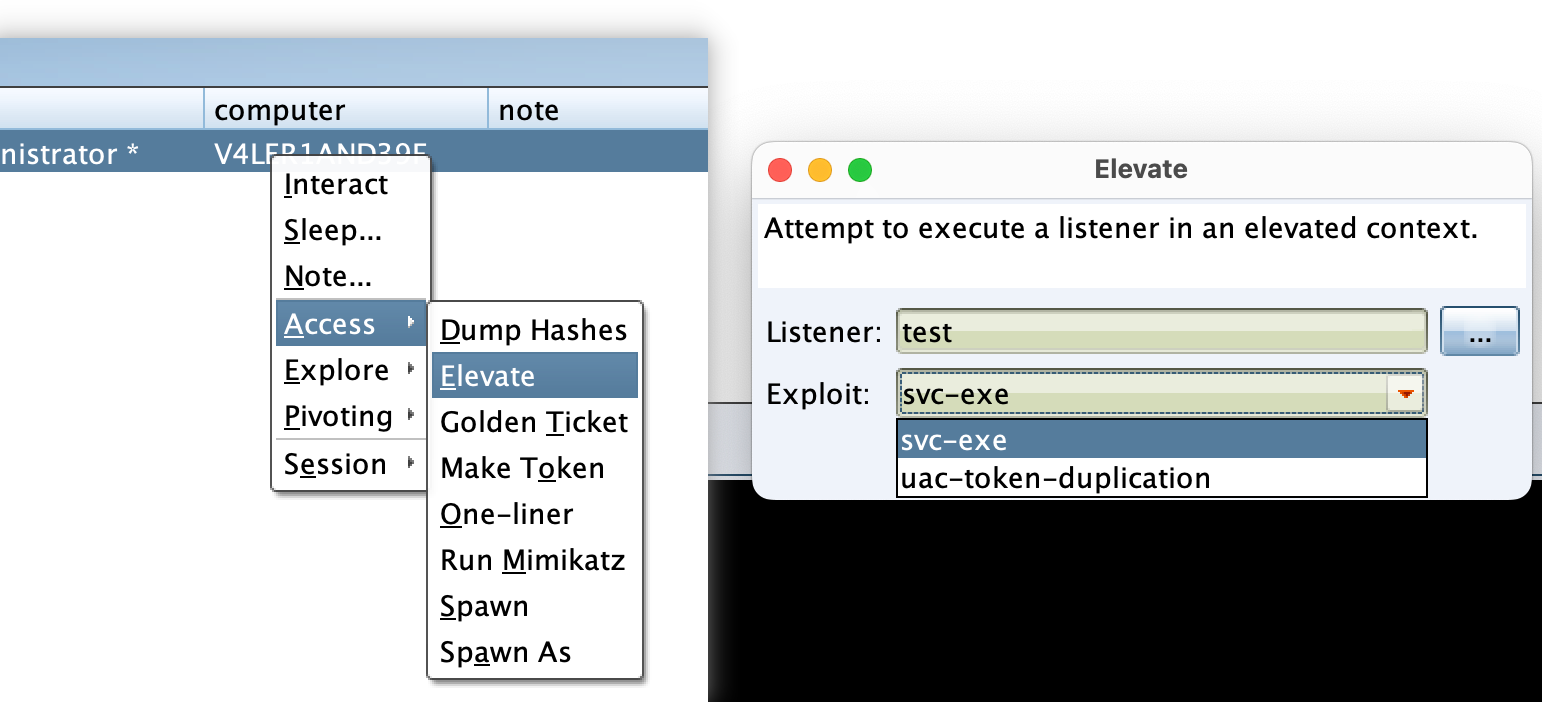 computer
note
nistrator *
Interact
Sleep...
Note...
Access
Explore
Pivoting
Session
Dump Hashes
Elevate
Golden Ticket
Make Token
One-liner
Run Mimikatz
Spawn
Spawn As
Elevate
Attempt to execute a listener in an elevated context.
Listener:
test
...
Exploit:
svc-exe
svc-exe
uac-token-duplication